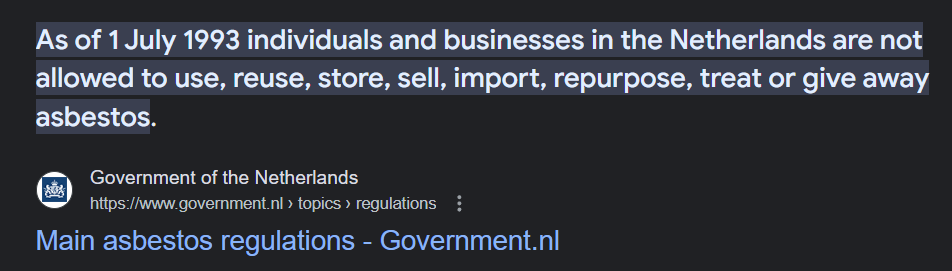 As of 1 July 1993 individuals and businesses in the Netherlands are not
allowed to use, reuse, store, sell, import, repurpose, treat or give away
asbestos.
Government of the Netherlands
https://www.government.nl › topics › regulations
Main asbestos regulations - Government.nl